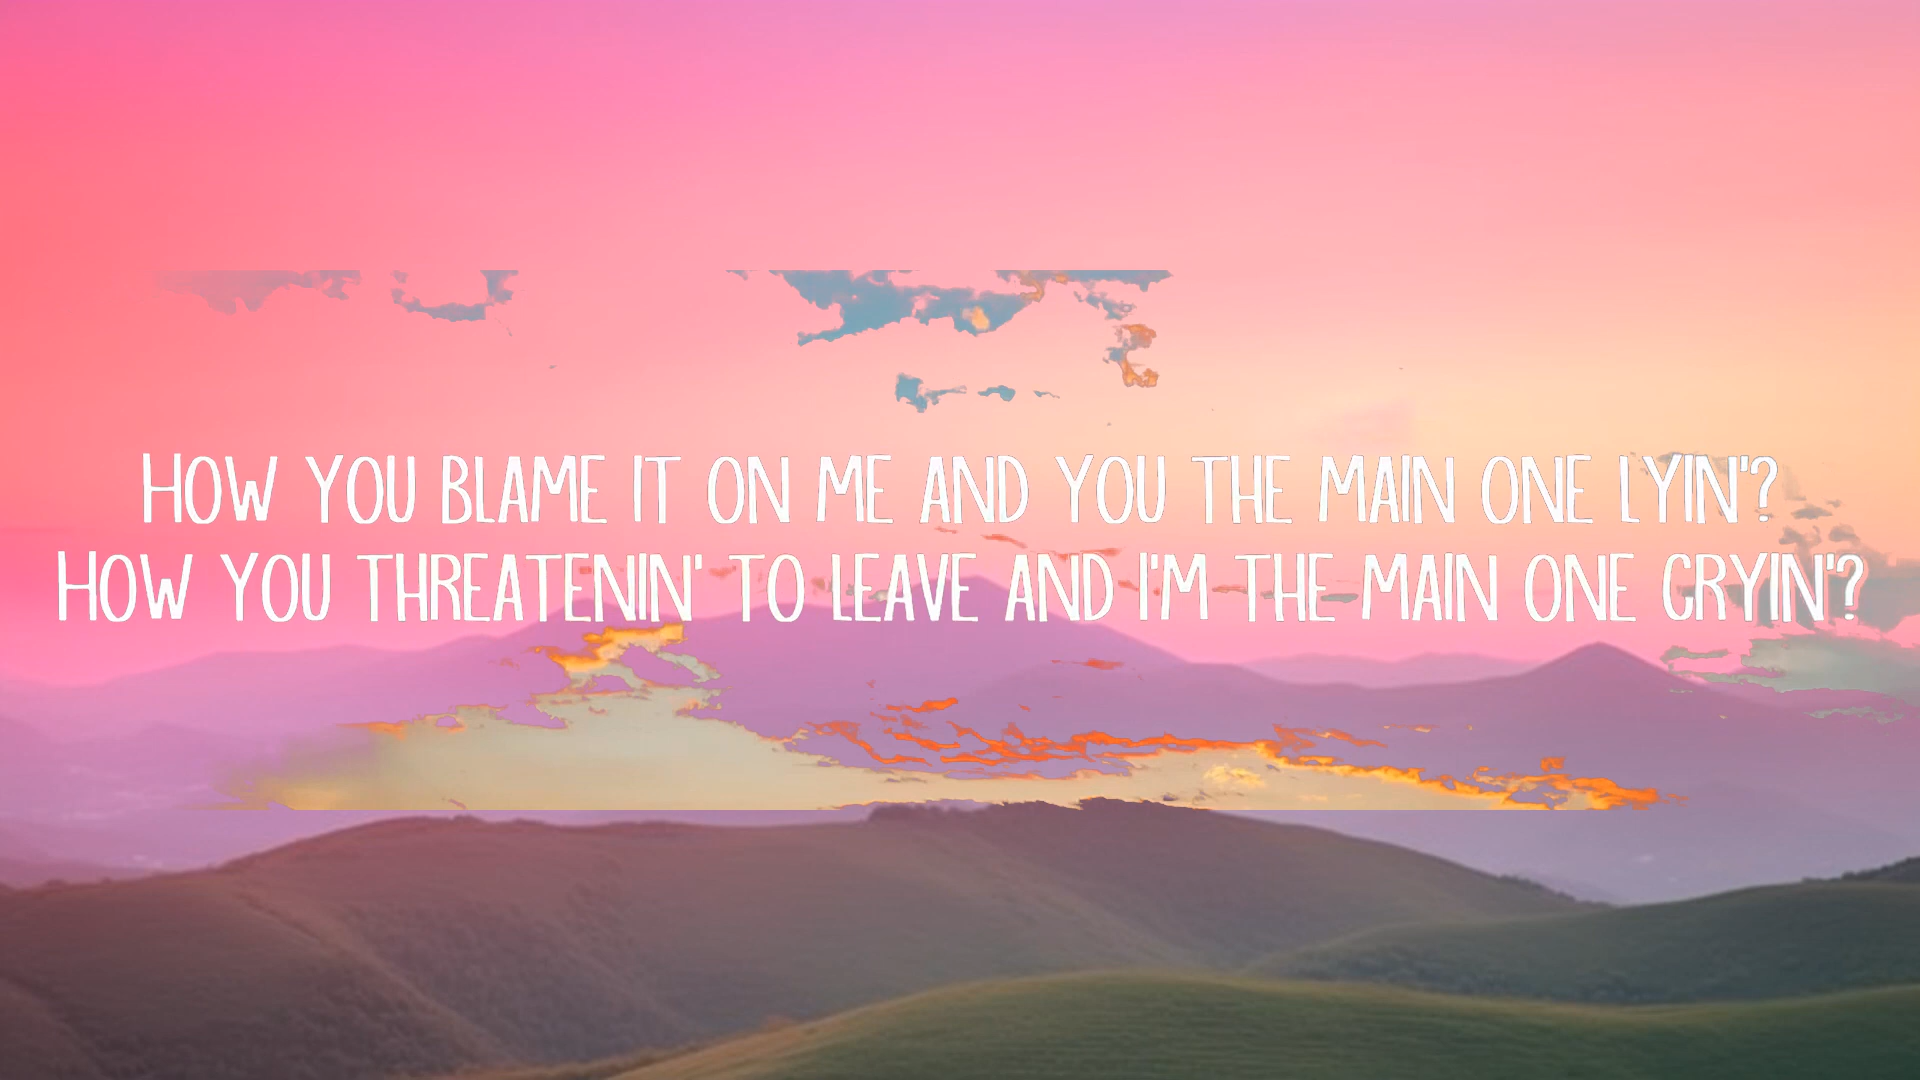 HOW YOU BLAME IT ON ME AND YOU THE MAIN ONE LYIN'?
HOW YOU THREATENIN' TO LEAVE AND I'M THE MAIN ONE CRYIN'?